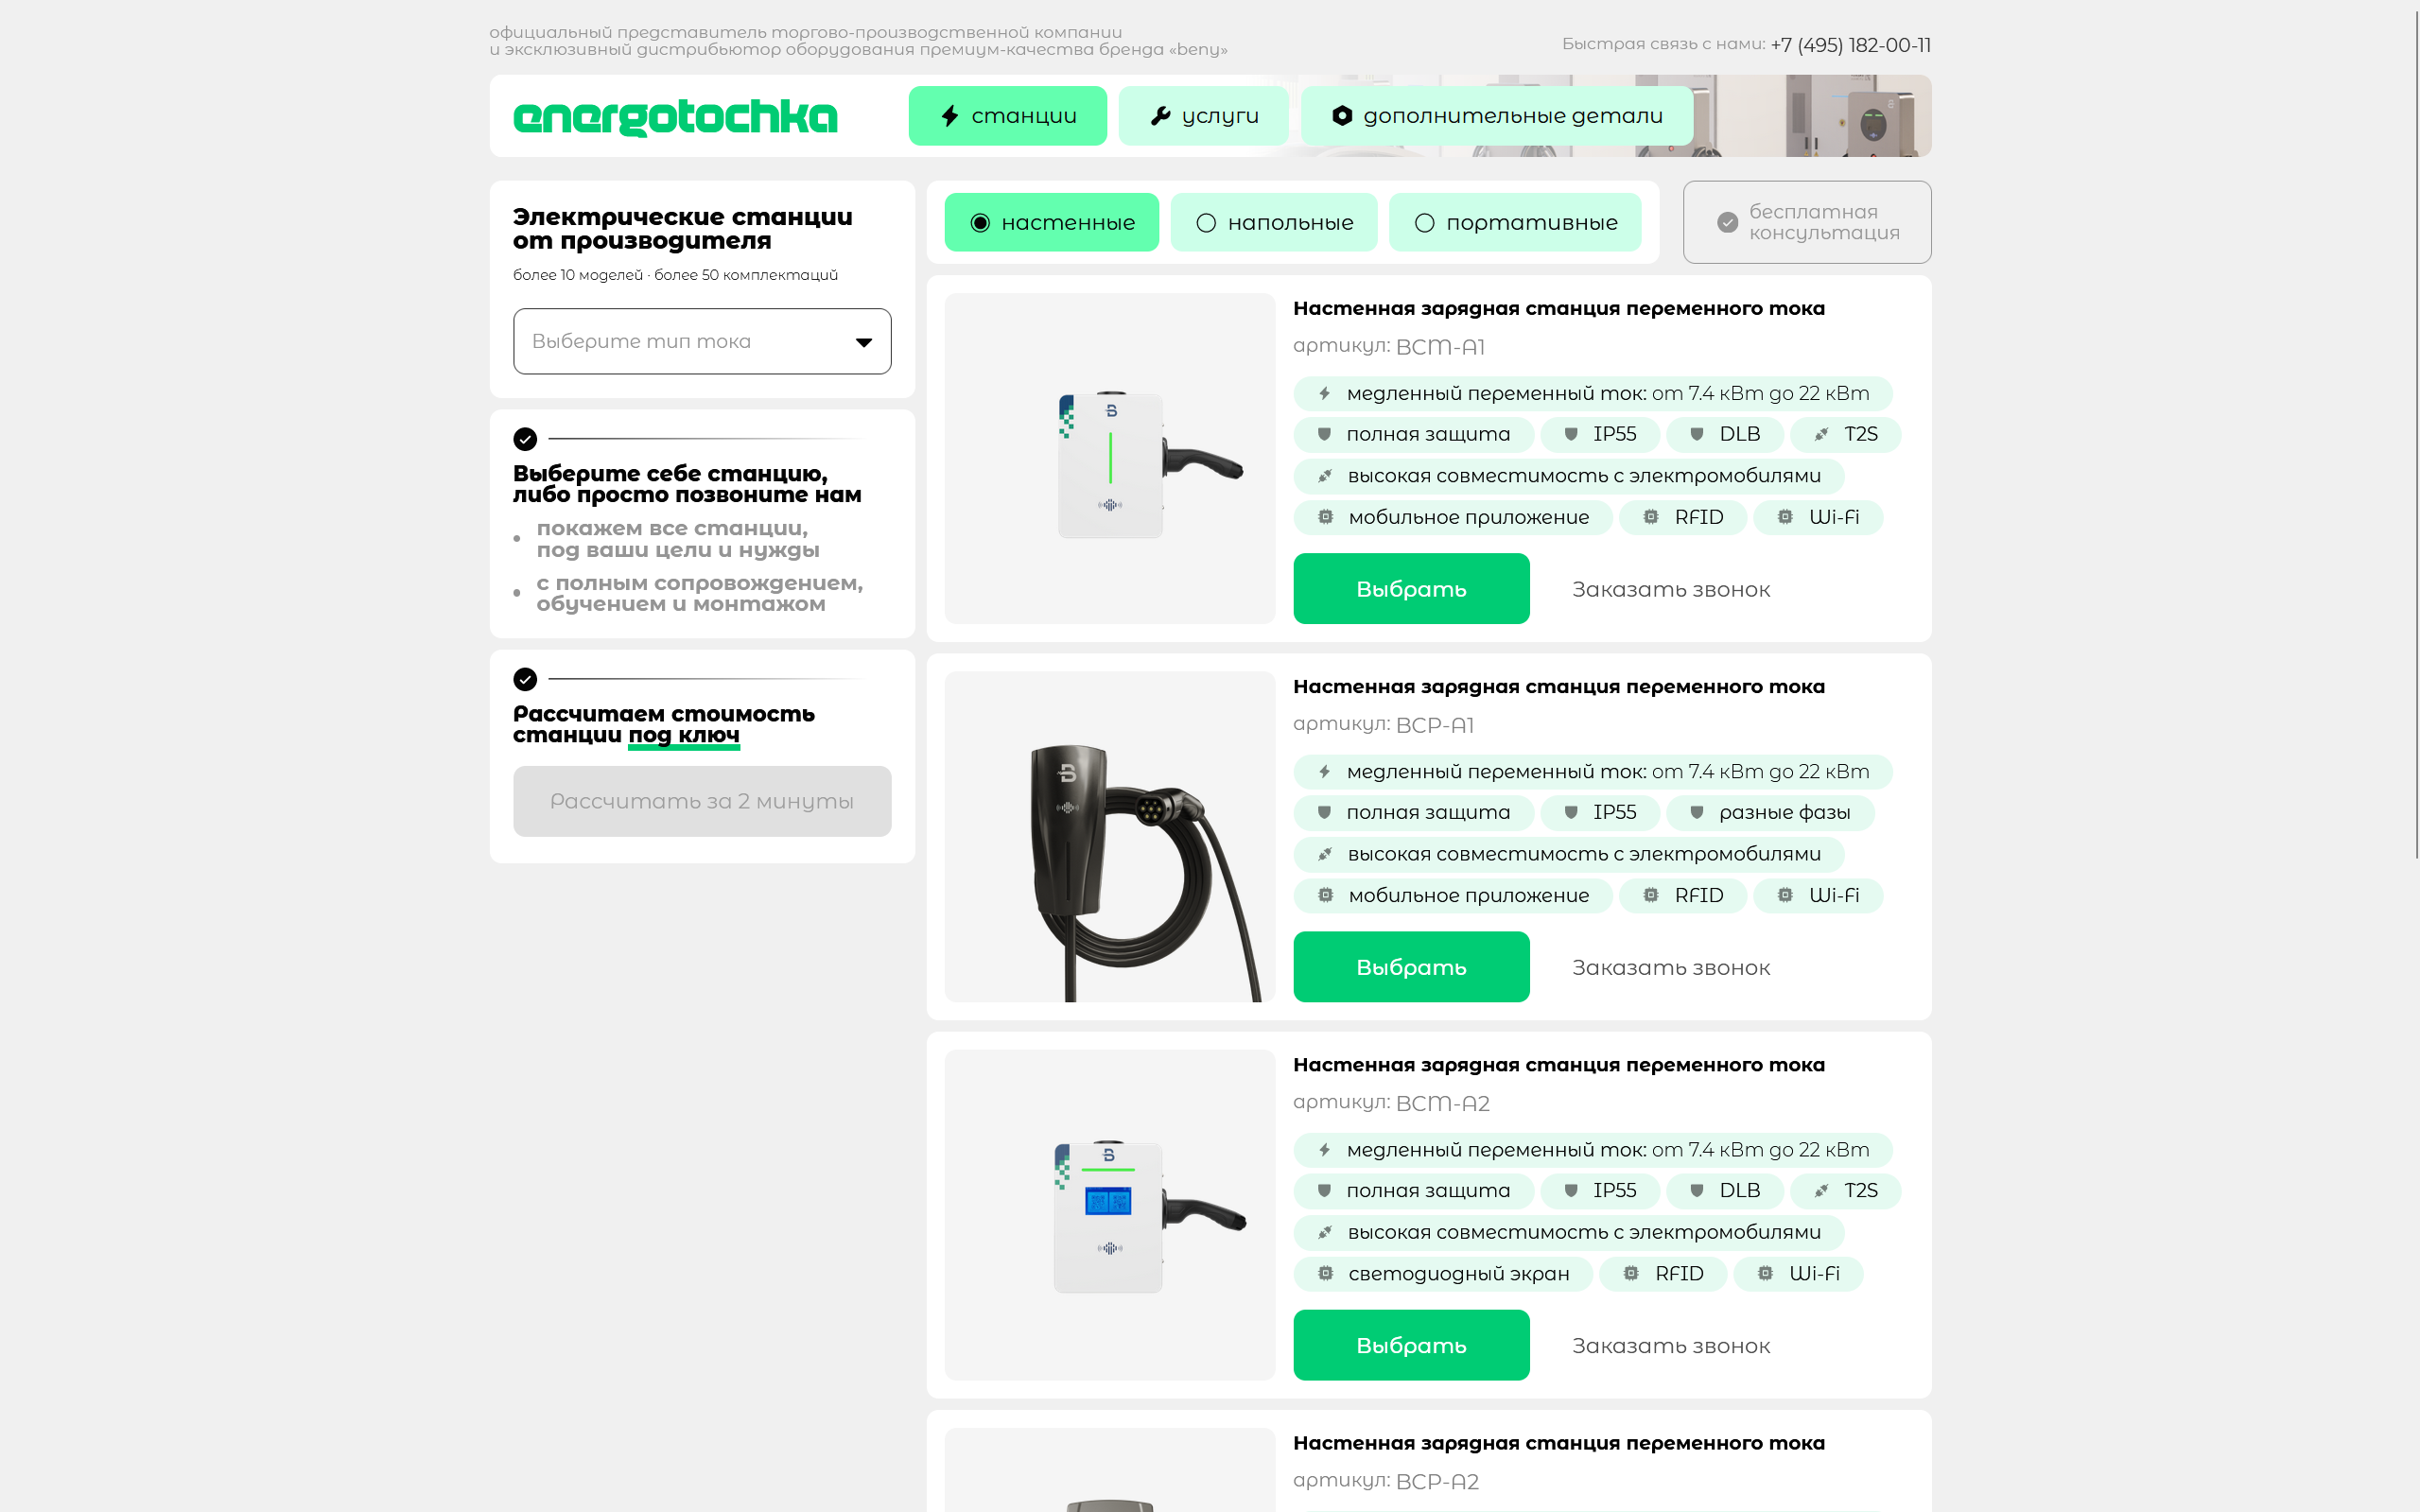 официальный представитель торгово-производственной компании
и эксклюзивный дистрибьютор оборудования премиум-качества бренда «beny»
Быстрая связь с нами: +7 (495) 182-00-11
energotochka
станции
услуги
дополнительные детали
Электрические станции
от производителя
более 10 моделей · более 50 комплектаций
Выберите тип тока
Выберите себе станцию,
либо просто позвоните нам
• покажем все станции,
под ваши цели и нужды
• с полным сопровождением,
обучением и монтажом
Рассчитаем стоимость
станции под ключ
Рассчитать за 2 минуты
настенные
напольные
портативные
бесплатная
консультация
Настенная зарядная станция переменного тока
артикул: BCM-A1
медленный переменный ток: от 7.4 кВт до 22 кВт
полная защита IP55 DLB T2S
высокая совместимость с электромобилями
мобильное приложение RFID Wi-Fi
Выбрать Заказать звонок
Настенная зарядная станция переменного тока
артикул: BCP-A1
медленный переменный ток: от 7.4 кВт до 22 кВт
полная защита IP55 разные фазы
высокая совместимость с электромобилями
мобильное приложение RFID Wi-Fi
Выбрать Заказать звонок
Настенная зарядная станция переменного тока
артикул: BCM-A2
медленный переменный ток: от 7.4 кВт до 22 кВт
полная защита IP55 DLB T2S
высокая совместимость с электромобилями
светодиодный экран RFID Wi-Fi
Выбрать Заказать звонок
Настенная зарядная станция переменного тока
артикул: BCP-A2